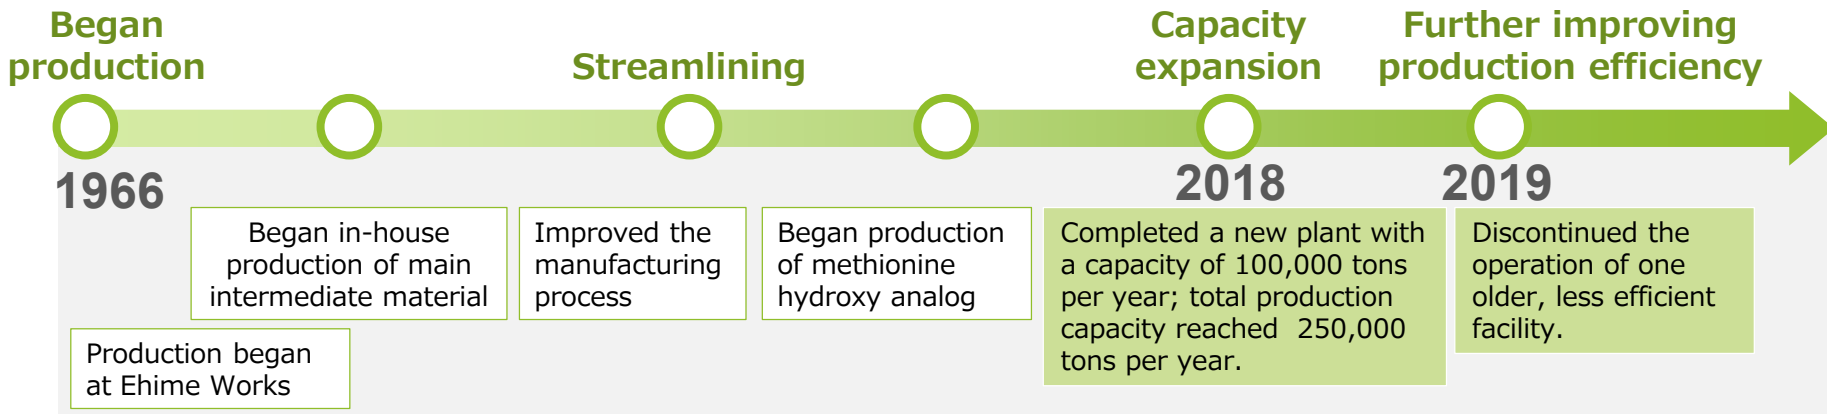 Began
production
Streamlining
Capacity
expansion
Further improving
production efficiency
1966
2018
2019
Production began
at Ehime Works
Began in-house
production of main
intermediate material
Improved the
manufacturing
process
Began production
of methionine
hydroxy analog
Completed a new plant with
a capacity of 100,000 tons
per year; total production
capacity reached 250,000
tons per year.
Discontinued the
operation of one
older, less efficient
facility.